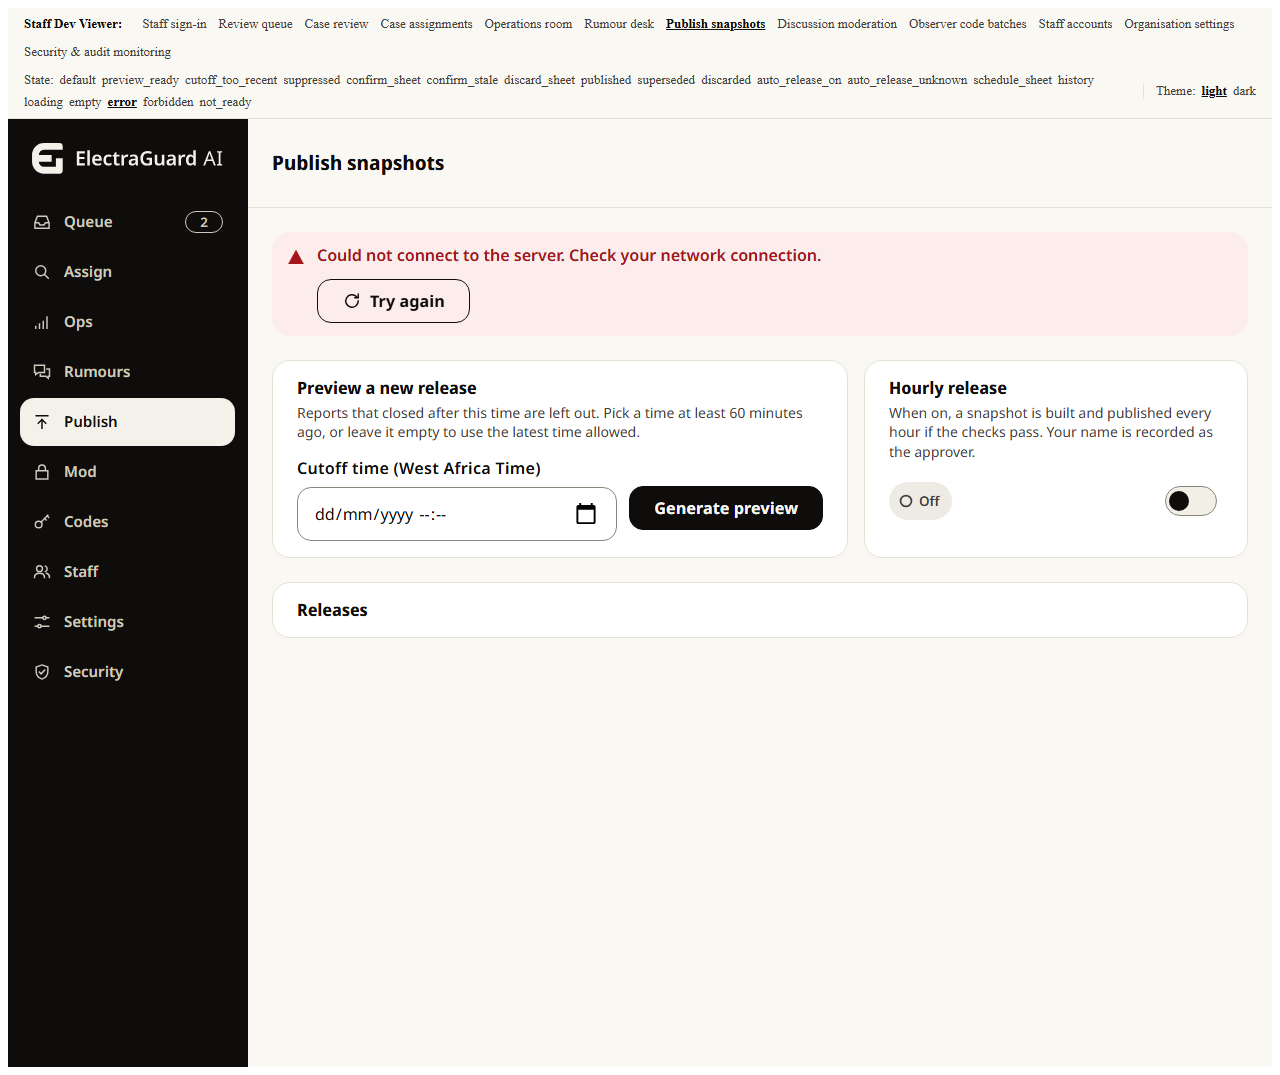 Staff Dev Viewer: Staff sign-in Review queue Case review Case assignments Operations room Rumour desk Publish snapshots Discussion moderation Observer code batches Staff accounts Organisation settings
Security & audit monitoring
State: default preview_ready cutoff_too_recent suppressed confirm_sheet confirm_stale discard_sheet published superseded discarded auto_release_on auto_release_unknown schedule_sheet history
loading empty error forbidden not_ready
Theme: light dark
ElectraGuard AI
Queue 2
Assign
Ops
Rumours
Publish
Mod
Codes
Staff
Settings
Security
Publish snapshots
Could not connect to the server. Check your network connection.
Try again
Preview a new release
Reports that closed after this time are left out. Pick a time at least 60 minutes
ago, or leave it empty to use the latest time allowed.
Cutoff time (West Africa Time)
dd/mm/yyyy --:--
Generate preview
Hourly release
When on, a snapshot is built and published every
hour if the checks pass. Your name is recorded as
the approver.
Off
Releases